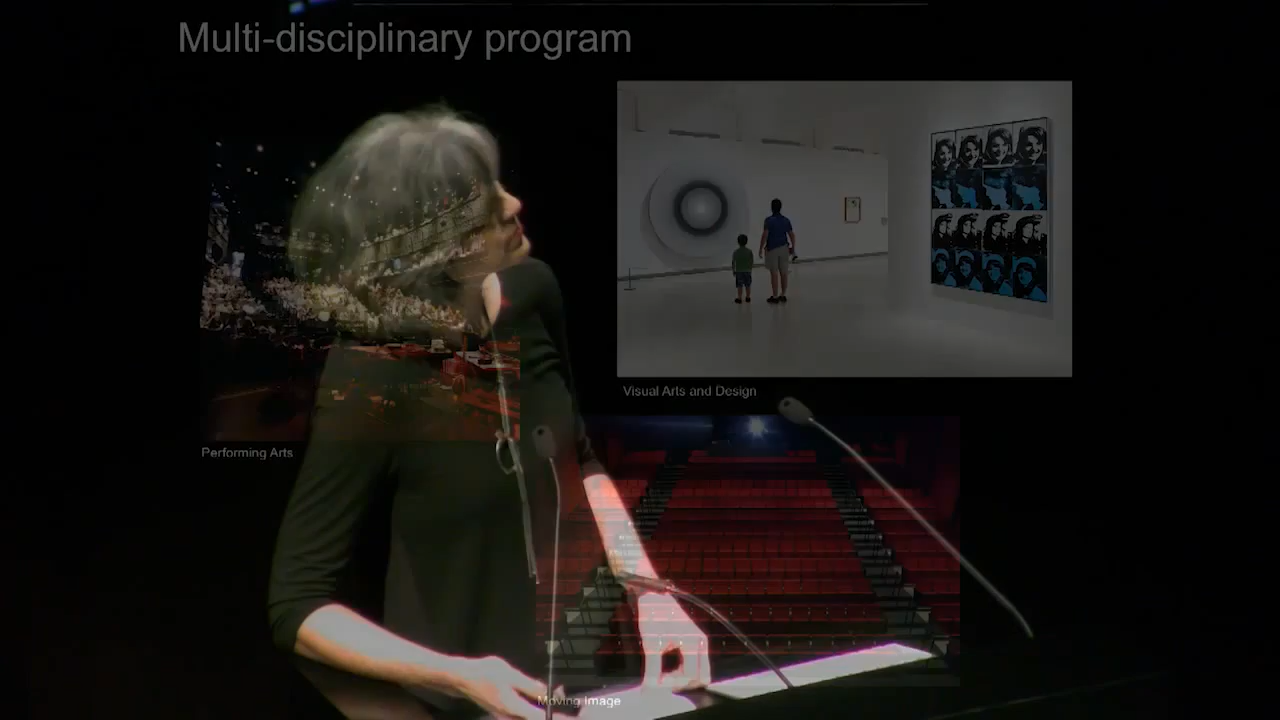 Multi-disciplinary program
Visual Arts and Design
Performing Arts
Moving Image